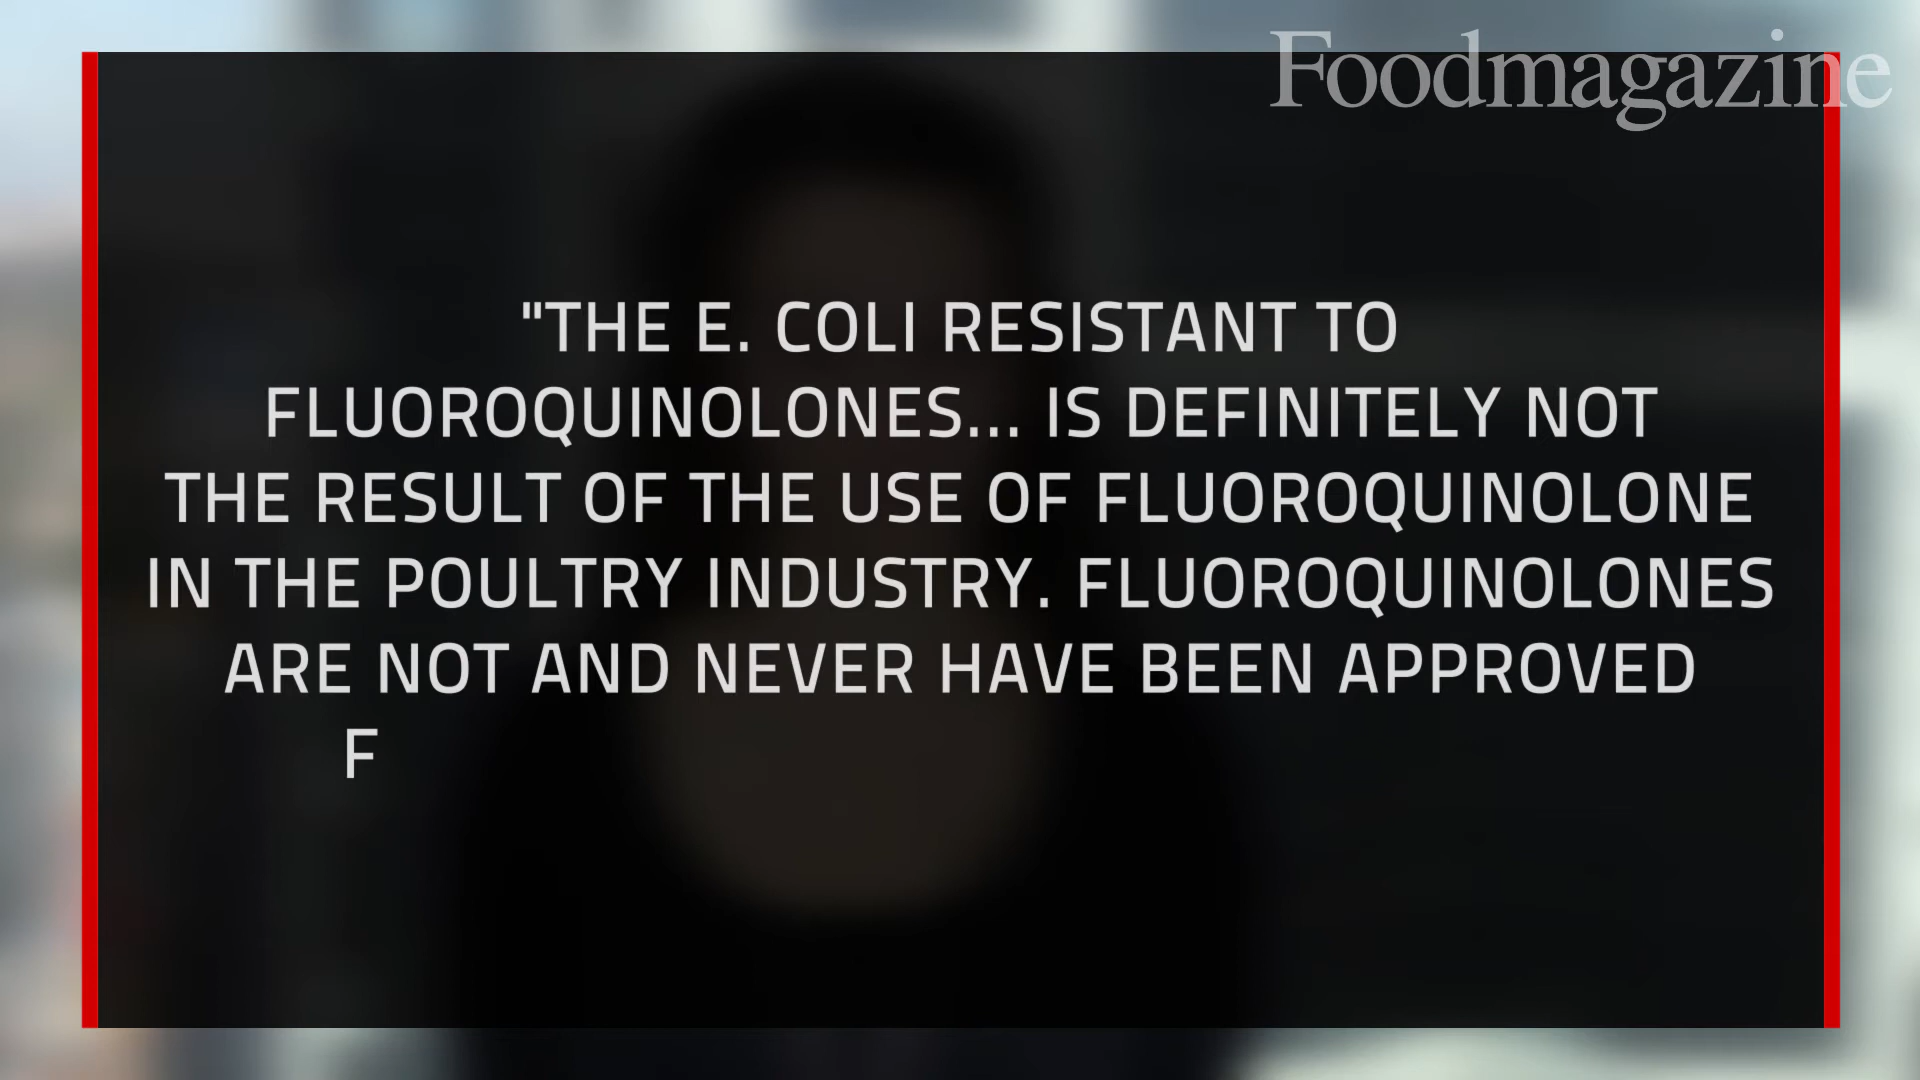 Foodmagazine
"THE E. COLI RESISTANT TO
FLUOROQUINOLONES... IS DEFINITELY NOT
THE RESULT OF THE USE OF FLUOROQUINOLONE
IN THE POULTRY INDUSTRY. FLUOROQUINOLONES
ARE NOT AND NEVER HAVE BEEN APPROVED
F